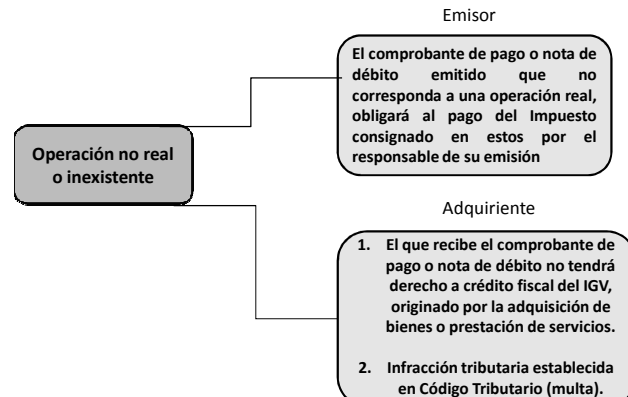 Emisor
El comprobante de pago o nota de
débito emitido que no
corresponda a una operación real,
obligará al pago del Impuesto
consignado en estos por el
responsable de su emisión
Operación no real
o inexistente
Adquiriente
1. El que recibe el comprobante de
pago o nota de débito no tendrá
derecho a crédito fiscal del IGV,
originado por la adquisición de
bienes o prestación de servicios.
2. Infracción tributaria establecida
en Código Tributario (multa).